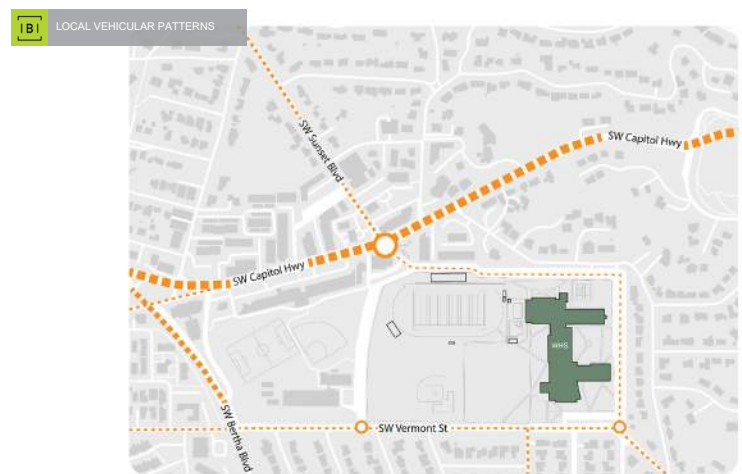 IBI
LOCAL VEHICULAR PATTERNS
SW Sunset Blvd
SW Capitol Hwy
SW Capitol Hwy
WHS
SW Vermont St
SW Bertha Blvd